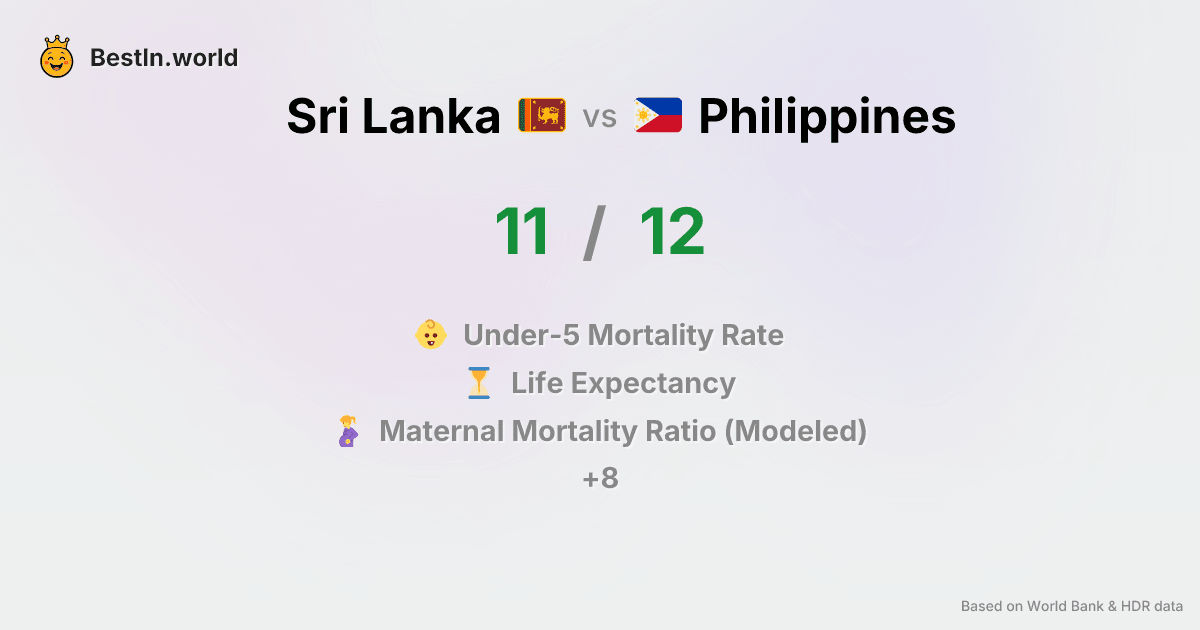 BestIn.world
Sri Lanka vs Philippines
11 / 12
Under-5 Mortality Rate
Life Expectancy
Maternal Mortality Ratio (Modeled)
+8
Based on World Bank & HDR data